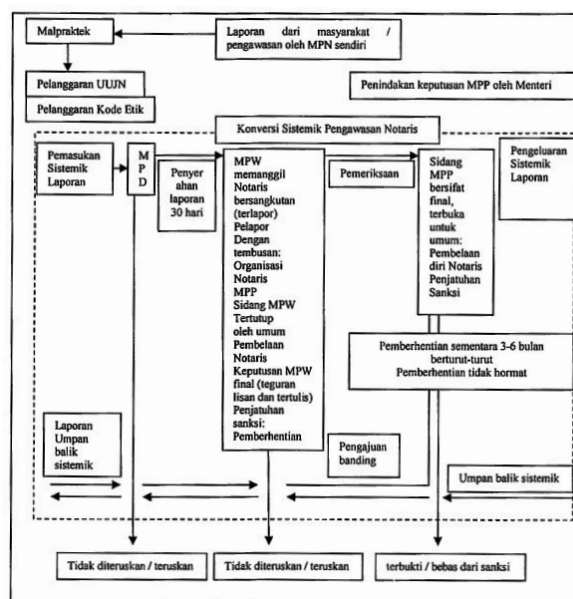 Malpraktek
Laporan dari masyarakat /
pengawasan oleh MPN sendiri
Pelanggaran UUJN
Pelanggaran Kode Etik
Penindakan keputusan MPP oleh Menteri
Konversi Sistemik Pengawasan Notaris
Pemasukan
Sistemik
Laporan
M
P
D
Penyer
ahan
laporan
30 hari
MPW
memanggil
Notaris
bersangkutan
(terlapor)
Pelapor
Dengan
tembusan:
Organisasi
Notaris
MPP
Sidang MPW
Tertutup
oleh umum
Pembelaan
Notaris
Keputusan MPW
final (teguran
lisan dan tertulis)
Penjatuhan
sanksi:
Pemberhentian
Pemeriksaan
Sidang
MPP
bersifat
final,
terbuka
untuk
umum:
Pembelaan
diri Notaris
Penjatuhan
Sanksi
Pengeluaran
Sistemik
Laporan
Pemberhentian sementara 3-6 bulan
berturut-turut
Pemberhentian tidak hormat
Laporan
Umpan
balik
sistemik
Pengajuan
banding
Umpan balik sistemik
Tidak diteruskan / teruskan
Tidak diteruskan / teruskan
terbukti / bebas dari sanksi